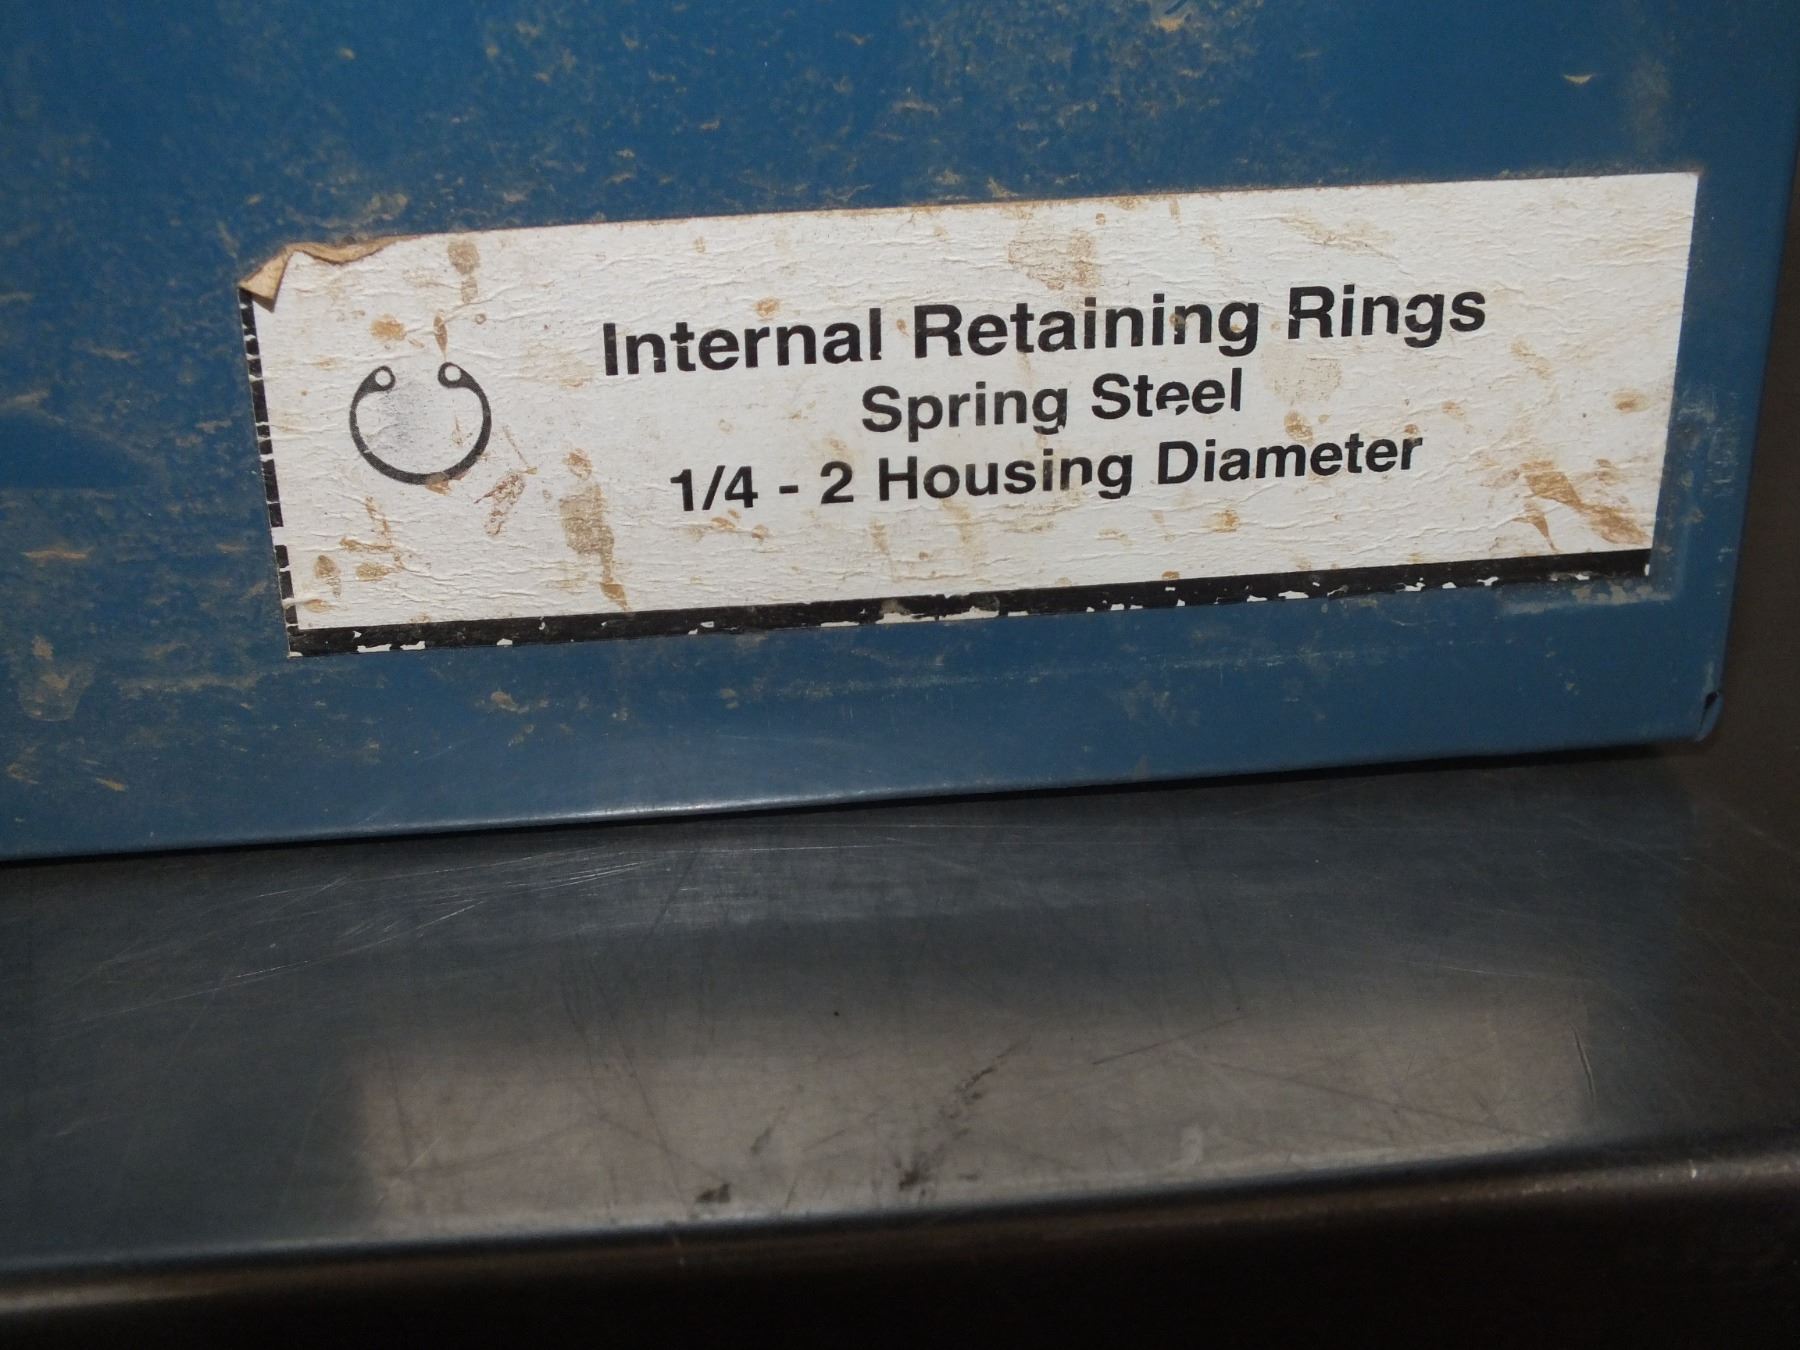 Internal Retaining Rings
Spring Steel
1/4 - 2 Housing Diameter